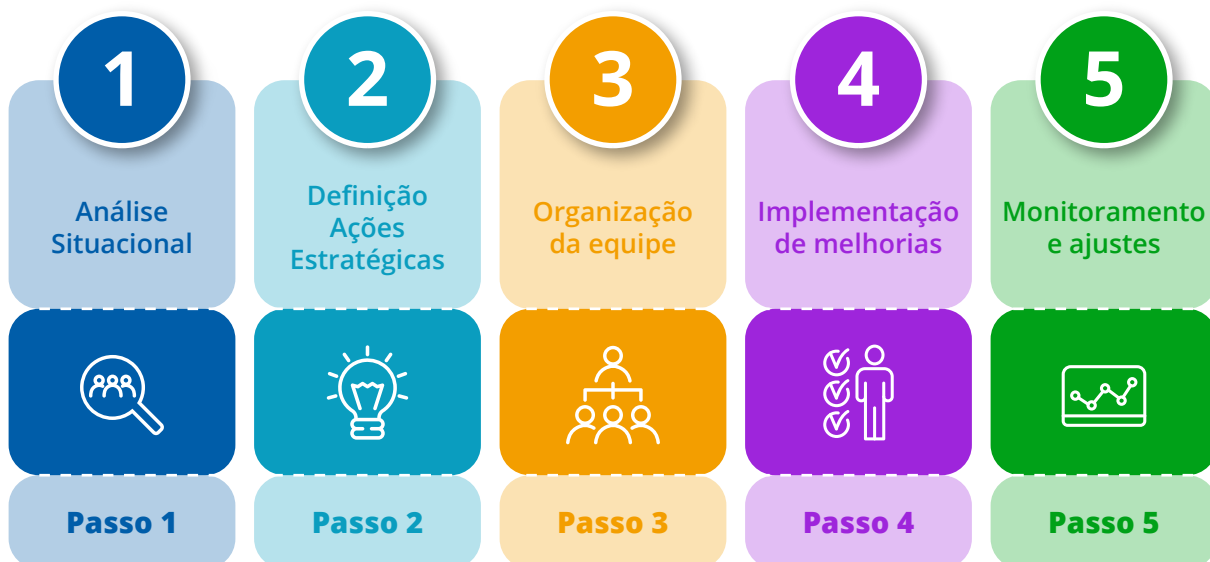 1
Análise
Situacional
Passo 1
2
Definição
Ações
Estratégicas
Passo 2
3
Organização
da equipe
Passo 3
4
Implementação
de melhorias
Passo 4
5
Monitoramento
e ajustes
Passo 5